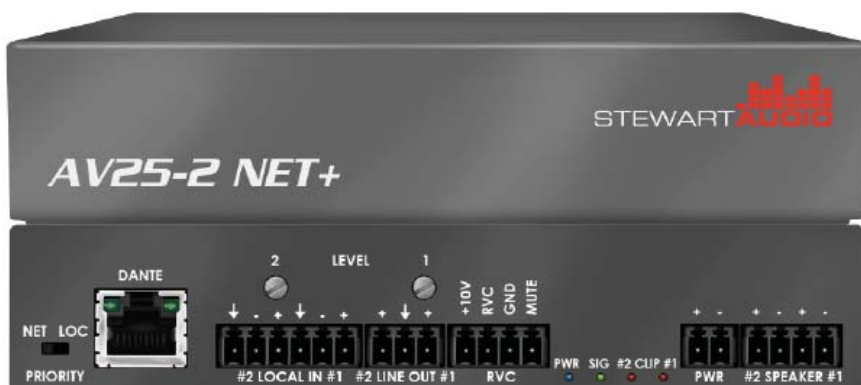 STEWART AUDIO
AV25-2 NET+
DANTE
2 LEVEL 1
+10V
RVC
GND
MUTE
NET LOC
PRIORITY
↓ - + ↓ - +
+ ↓ +
+ -
+ - + -
#2 LOCAL IN #1
#2 LINE OUT #1
RVC
PWR SIG #2 CLIP #1
PWR
#2 SPEAKER #1